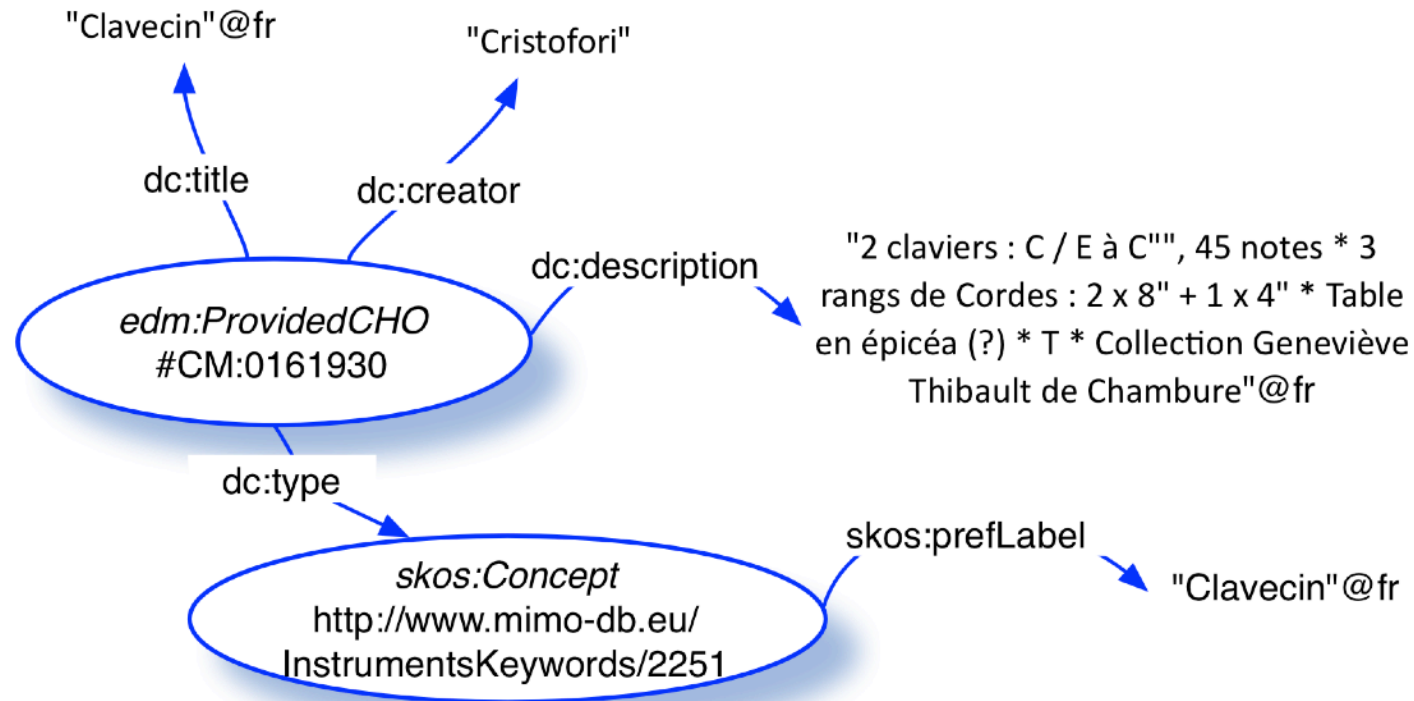 "Clavecin"@fr
"Cristofori"
dc:title
dc:creator
dc:description
"2 claviers : C / E à C"", 45 notes * 3
rangs de Cordes : 2 x 8" + 1 x 4" * Table
en épicéa (?) * T * Collection Geneviève
Thibault de Chambure"@fr
edm:ProvidedCHO
#CM:0161930
dc:type
skos:Concept
http://www.mimo-db.eu/
InstrumentsKeywords/2251
skos:prefLabel
"Clavecin"@fr